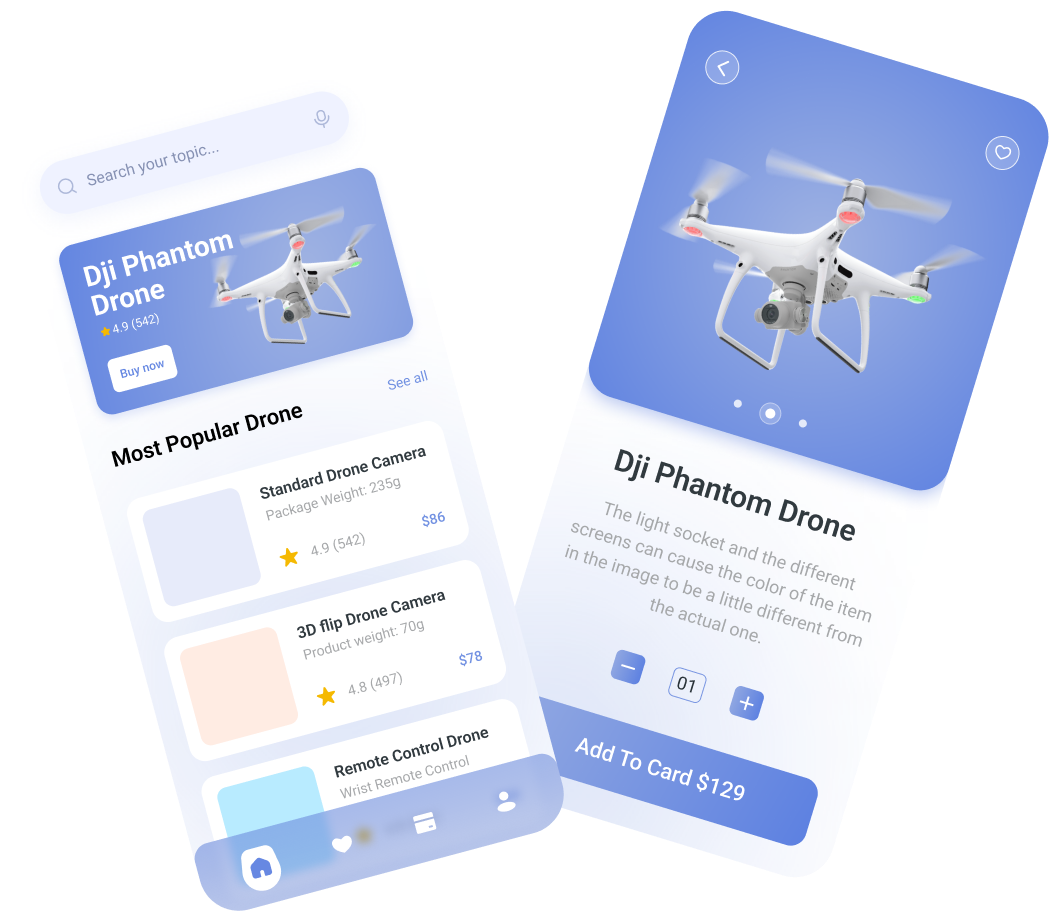 Search your topic...
Dji Phantom
Drone
4.9 (542)
Buy now
See all
Most Popular Drone
Standard Drone Camera
Package Weight: 235g
4.9 (542)
$86
3D flip Drone Camera
Product weight: 70g
4.8 (497)
$78
Remote Control Drone
Wrist Remote Control
Dji Phantom Drone
The light socket and the different
screens can cause the color of the item
in the image to be a little different from
the actual one.
01
Add To Card $129